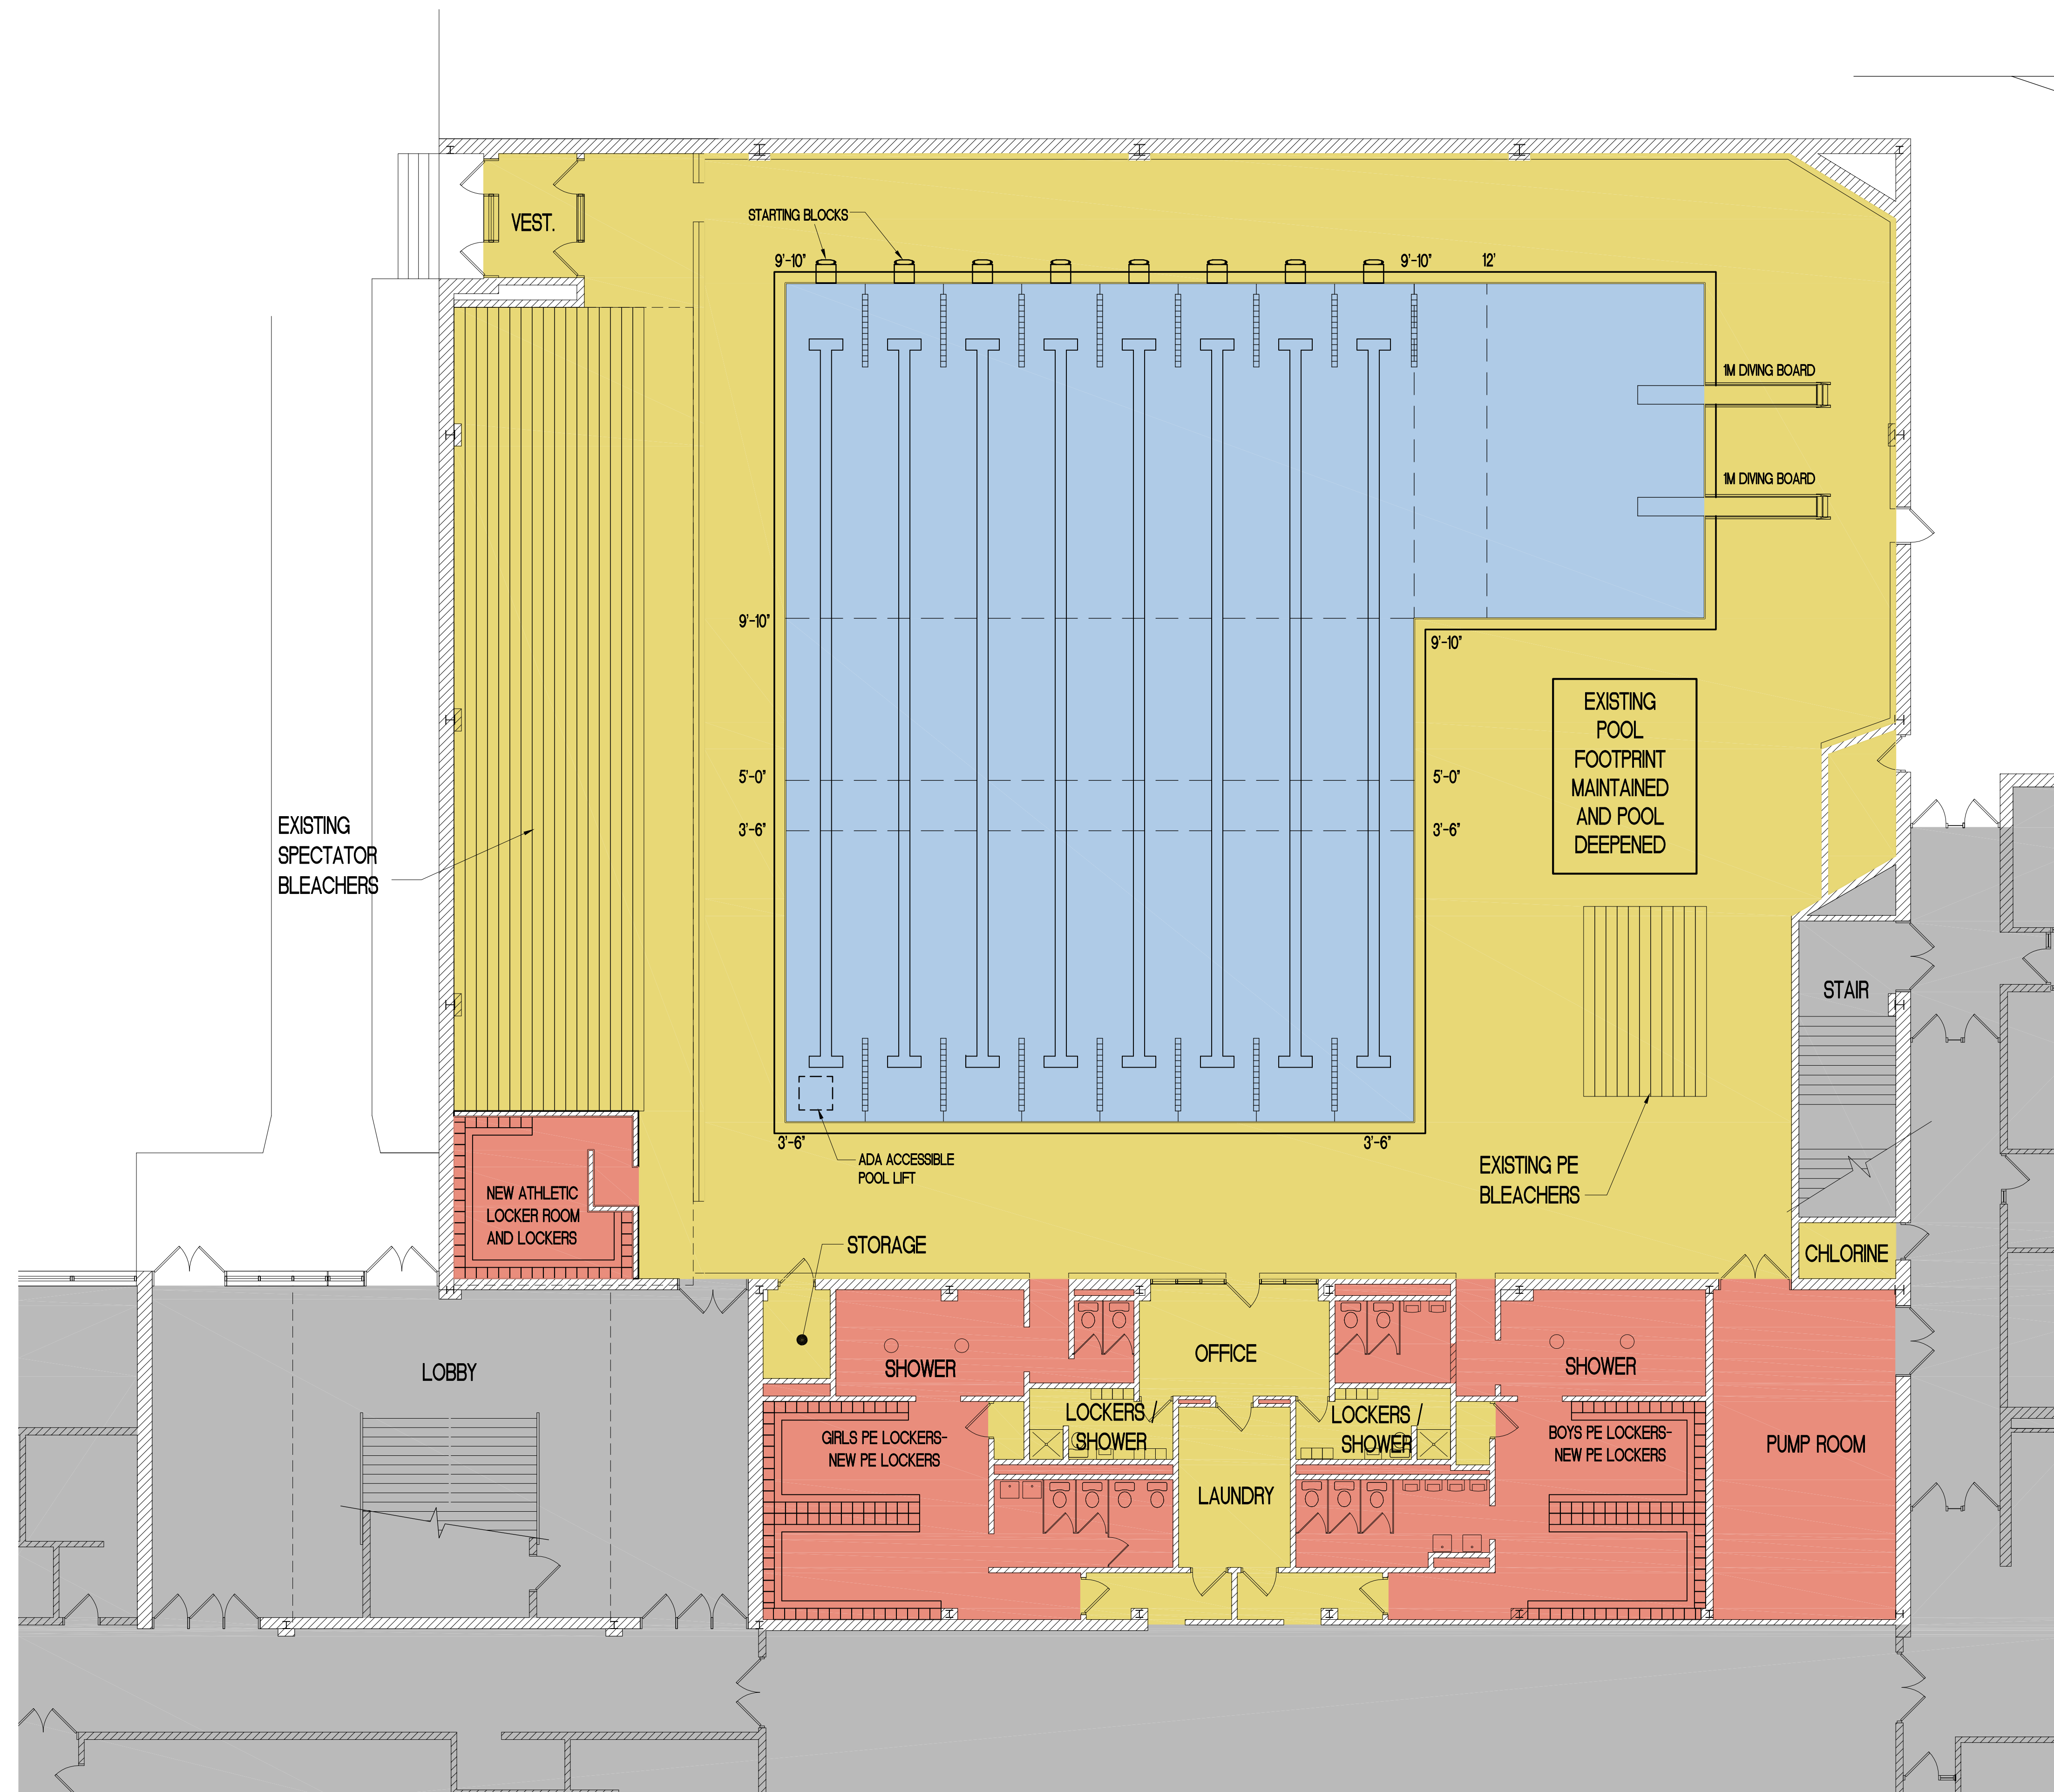 VEST.
STARTING BLOCKS
9'-10"
9'-10"
12'
1M DIVING BOARD
1M DIVING BOARD
9'-10"
9'-10"
EXISTING
POOL
FOOTPRINT
MAINTAINED
AND POOL
DEEPENED
5'-0"
5'-0"
3'-6"
3'-6"
EXISTING
SPECTATOR
BLEACHERS
STAIR
3'-6"
3'-6"
ADA ACCESSIBLE
POOL LIFT
EXISTING PE
BLEACHERS
NEW ATHLETIC
LOCKER ROOM
AND LOCKERS
STORAGE
CHLORINE
LOBBY
SHOWER
OFFICE
SHOWER
LOCKERS /
SHOWER
LOCKERS /
SHOWER
GIRLS PE LOCKERS-
NEW PE LOCKERS
BOYS PE LOCKERS-
NEW PE LOCKERS
PUMP ROOM
LAUNDRY